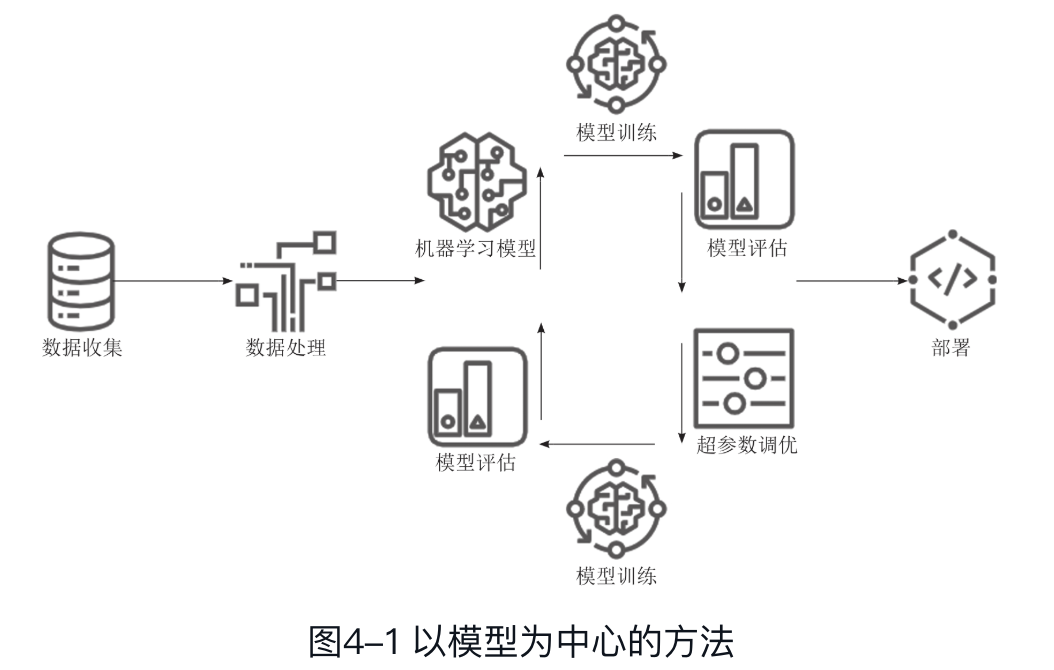 模型训练
机器学习模型
模型评估
数据收集
数据处理
部署
模型评估
超参数调优
模型训练
图4–1 以模型为中心的方法